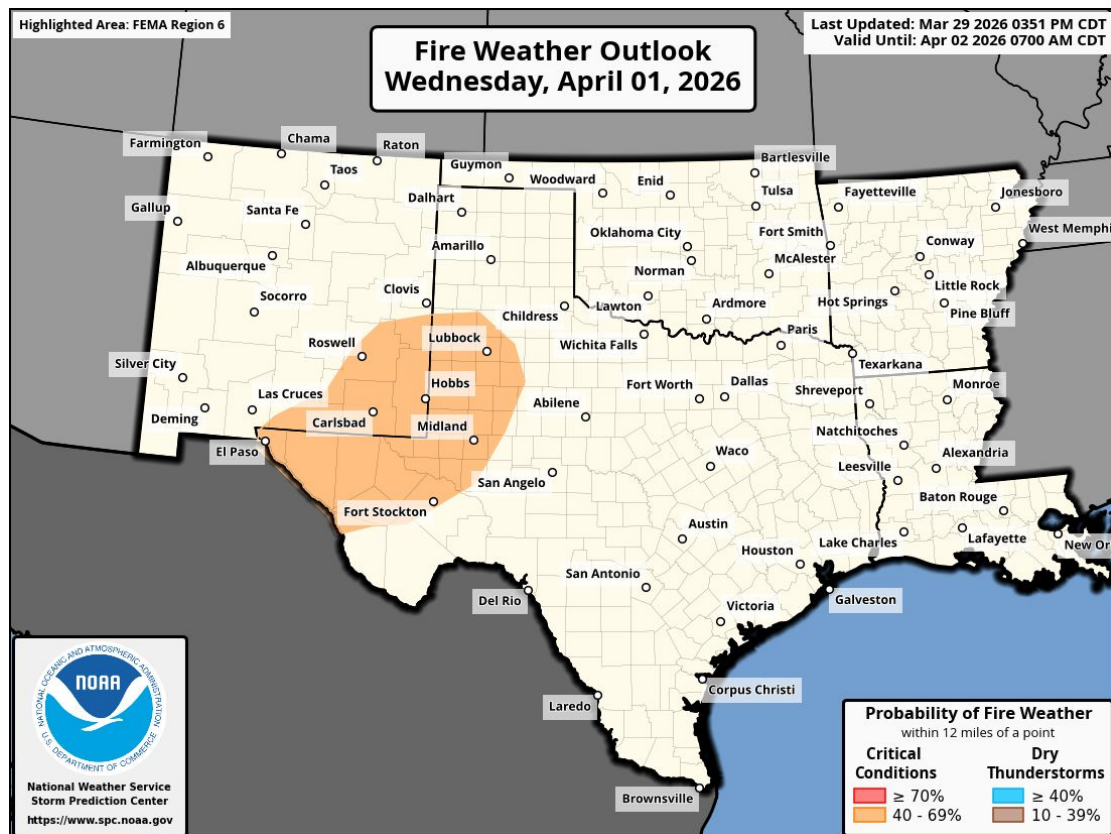 Highlighted Area: FEMA Region 6
Last Updated: Mar 29 2026 0351 PM CDT
Valid Until: Apr 02 2026 0700 AM CDT
Fire Weather Outlook
Wednesday, April 01, 2026
Farmington
Chama
Raton
Guymon
Woodward
Enid
Bartlesville
Taos
Dalhart
Tulsa
Fayetteville
Jonesboro
Gallup
Santa Fe
Amarillo
Oklahoma City
Fort Smith
West Memphi
Albuquerque
Norman
McAlester
Conway
Socorro
Clovis
Childress
Lawton
Ardmore
Hot Springs
Little Rock
Pine Bluff
Roswell
Lubbock
Wichita Falls
Paris
Texarkana
Silver City
Las Cruces
Hobbs
Fort Worth
Dallas
Shreveport
Monroe
Deming
Carlsbad
Midland
Abilene
Natchitoches
El Paso
San Angelo
Waco
Leesville
Alexandria
Fort Stockton
Austin
Baton Rouge
Houston
Lake Charles
Lafayette
New Or
San Antonio
Del Rio
Victoria
Galveston
Laredo
Corpus Christi
Brownsville
NATIONAL OCEANIC AND ATMOSPHERIC ADMINISTRATION
NOAA
U.S. DEPARTMENT OF COMMERCE
National Weather Service
Storm Prediction Center
https://www.spc.noaa.gov
Probability of Fire Weather
within 12 miles of a point
Critical Conditions
≥ 70%
40 - 69%
Dry Thunderstorms
≥ 40%
10 - 39%